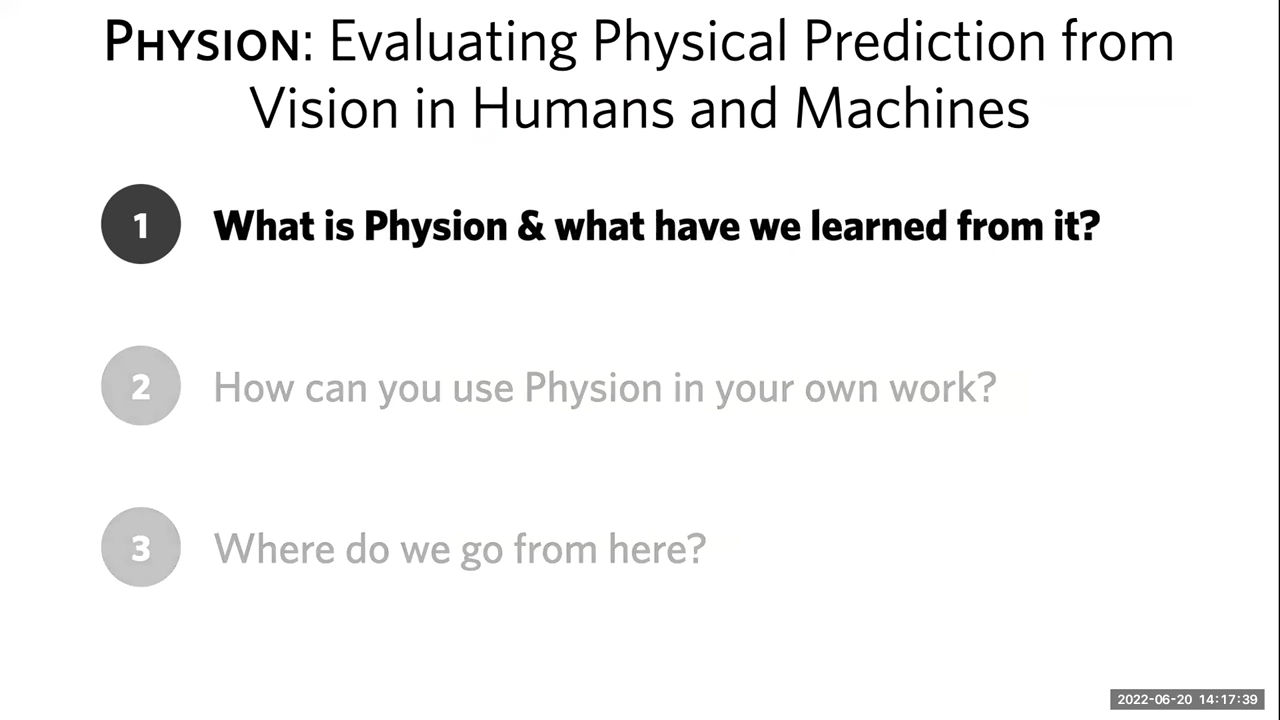 PHYSION: Evaluating Physical Prediction from
Vision in Humans and Machines
1 What is Physion & what have we learned from it?
2 How can you use Physion in your own work?
3 Where do we go from here?
2022-06-20 14:17:39